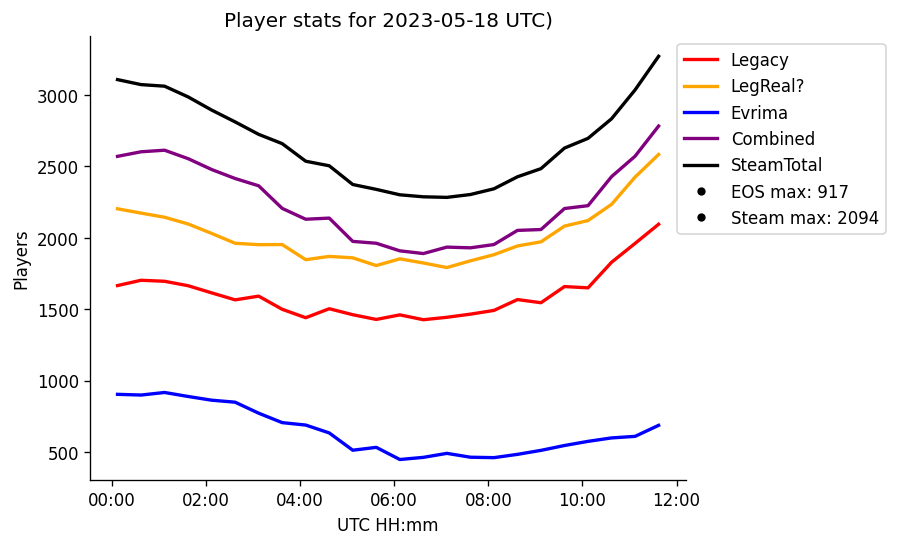 Player stats for 2023-05-18 UTC)
Players
3000
2500
2000
1500
1000
500
00:00 02:00 04:00 06:00 08:00 10:00 12:00
UTC HH:mm
Legacy
LegReal?
Evrima
Combined
SteamTotal
EOS max: 917
Steam max: 2094